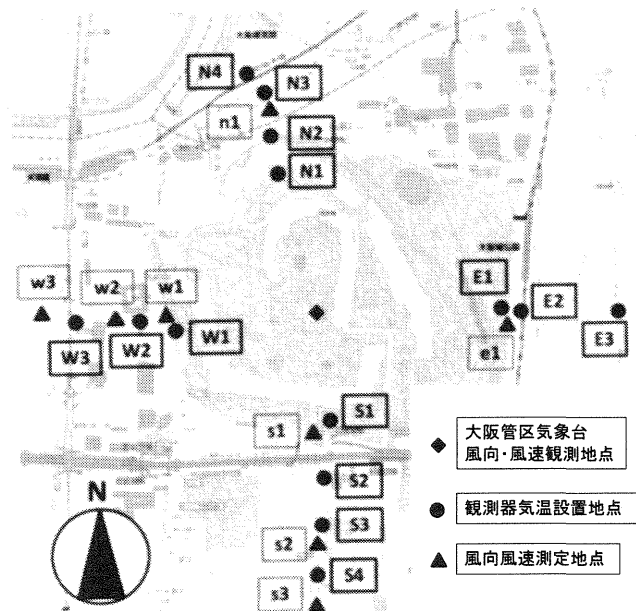 N4
N3
n1
N2
N1
w3
w2
w1
E1
E2
W3
W2
W1
e1
E3
S1
s1
S2
S3
s2
S4
s3
N
大阪管区気象台
風向・風速観測地点
観測器気温設置地点
風向風速測定地点